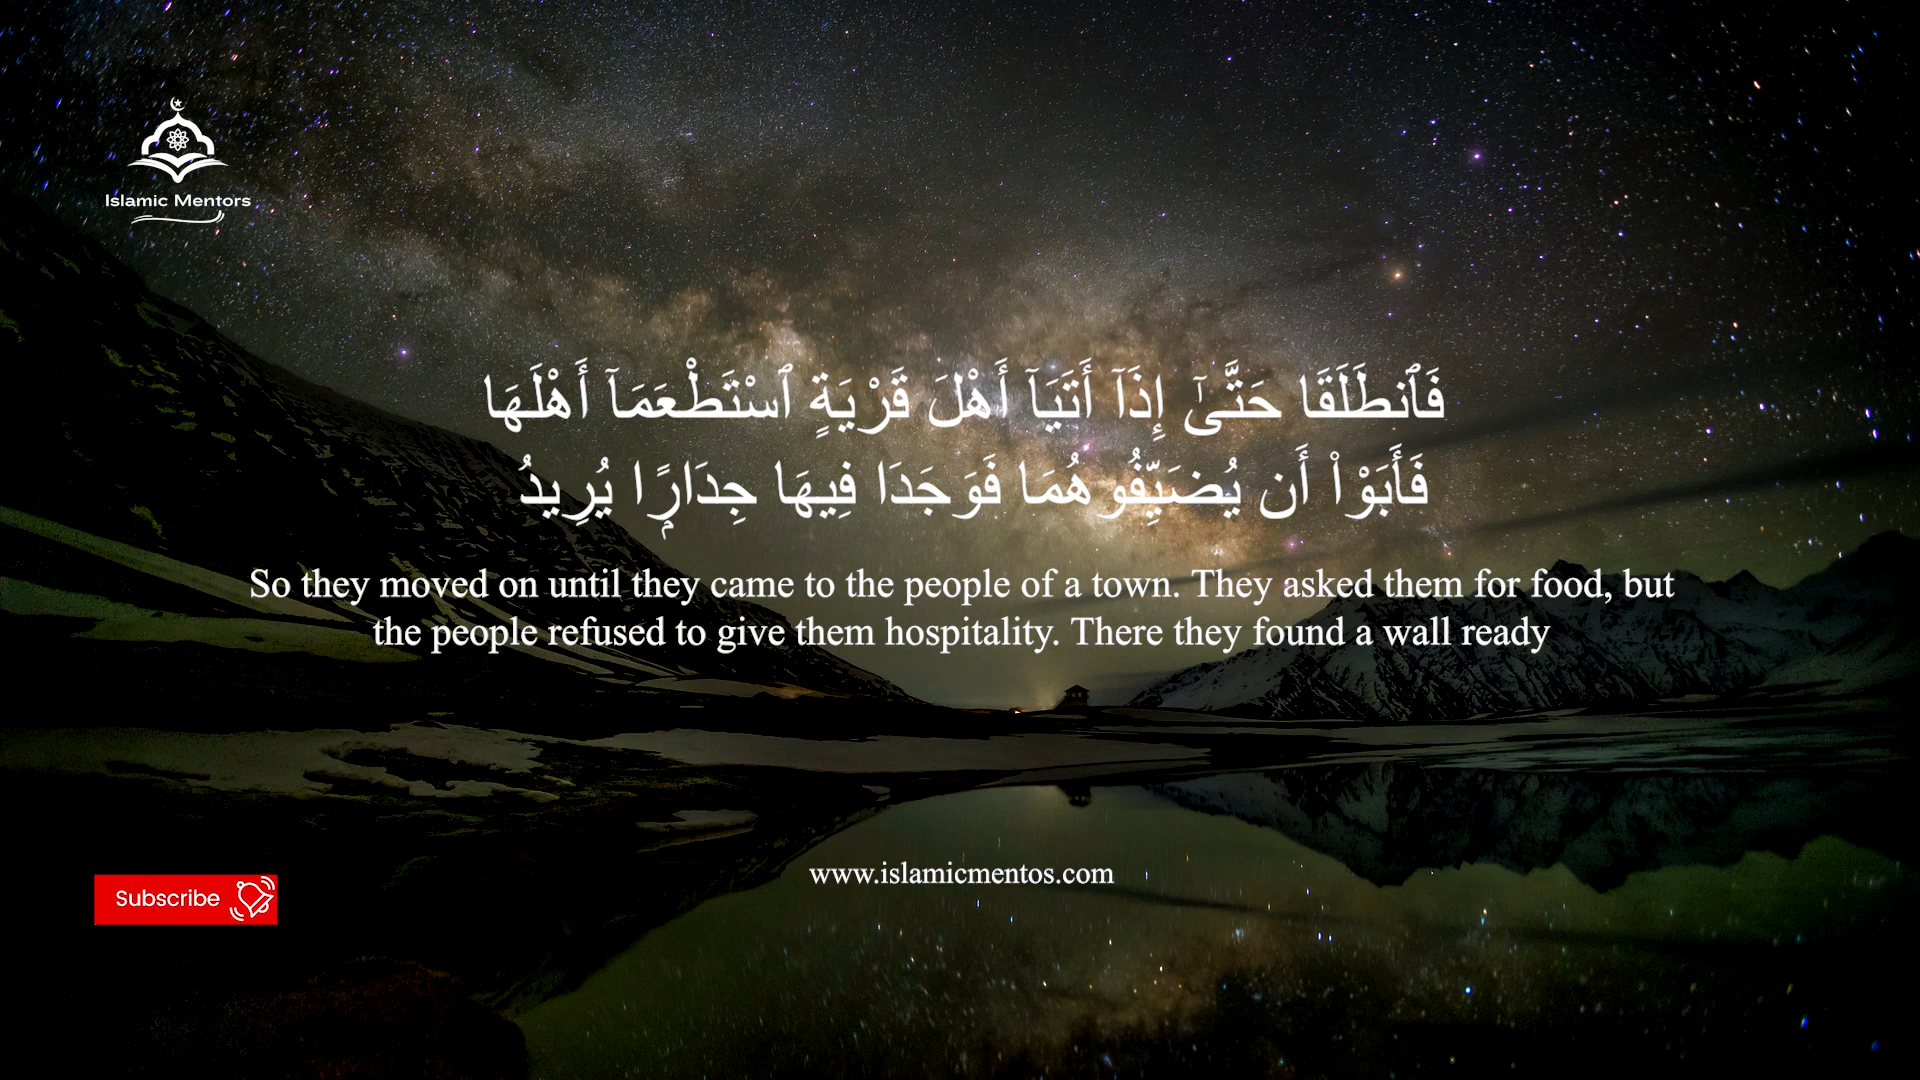 Islamic Mentors
فَٱنطَلَقَا حَتَّىٰٓ إِذَآ أَتَيَآ أَهْلَ قَرْيَةٍ ٱسْتَطْعَمَآ أَهْلَهَا
فَأَبَوْا۟ أَن يُضَيِّفُوهُمَا فَوَجَدَا فِيهَا جِدَارًۭا يُرِيدُ
So they moved on until they came to the people of a town. They asked them for food, but
the people refused to give them hospitality. There they found a wall ready
www.islamicmentos.com
Subscribe